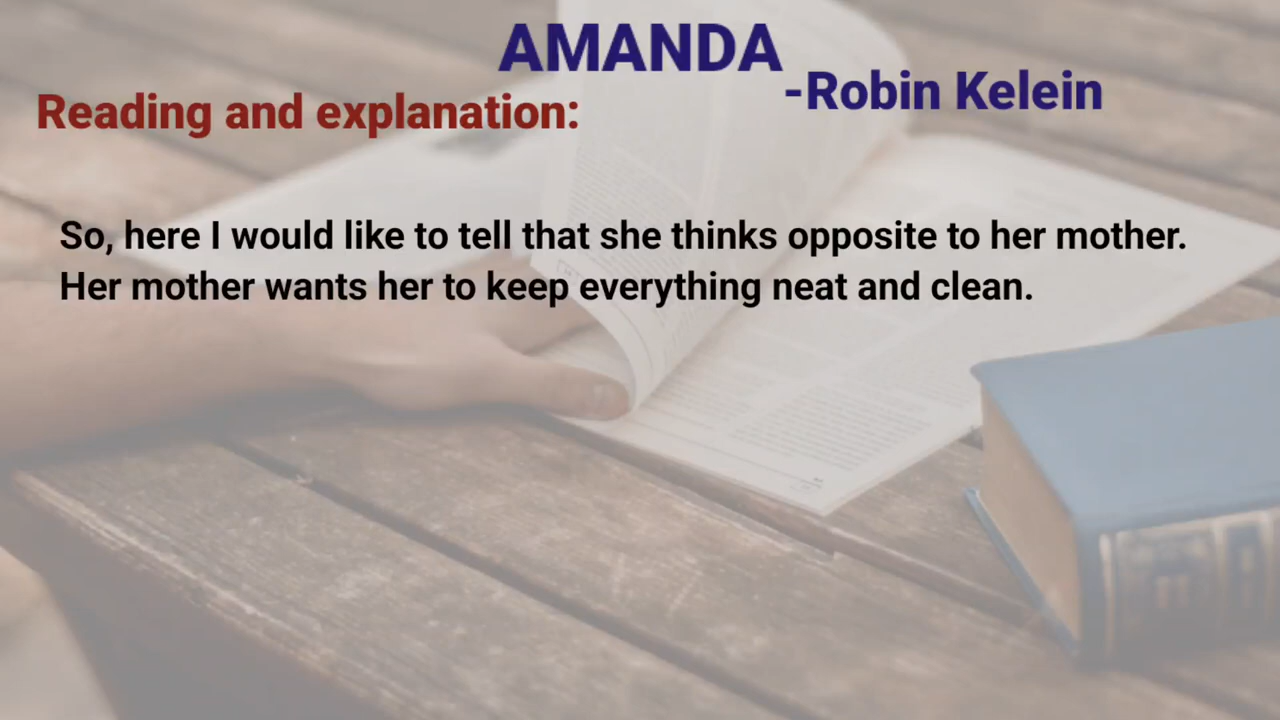 AMANDA
-Robin Kelein
Reading and explanation:
So, here I would like to tell that she thinks opposite to her mother.
Her mother wants her to keep everything neat and clean.